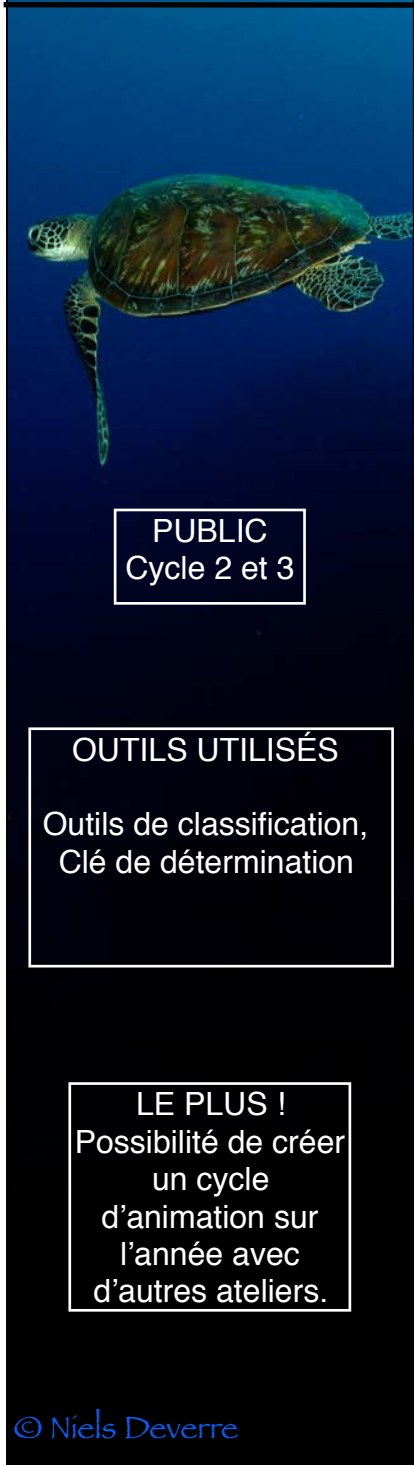 PUBLIC
Cycle 2 et 3
OUTILS UTILISÉS
Outils de classification,
Clé de détermination
LE PLUS !
Possibilité de créer
un cycle
d’animation sur
l’année avec
d’autres ateliers.
© Niels Deverre